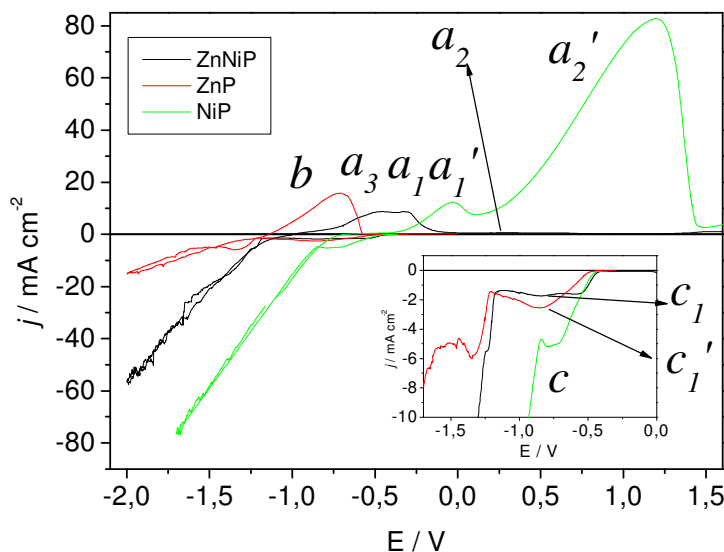 80
60
40
20
0
-20
-40
-60
-80
j / mA cm-2
ZnNiP
ZnP
NiP
b
a3
a1
a1'
a2
a2'
-2,0 -1,5 -1,0 -0,5 0,0 0,5 1,0 1,5
E / V
0
-2
-4
-6
-8
-10
j / mA cm-2
c
c1
c1'
-1,5 -1,0 -0,5 0,0
E / V